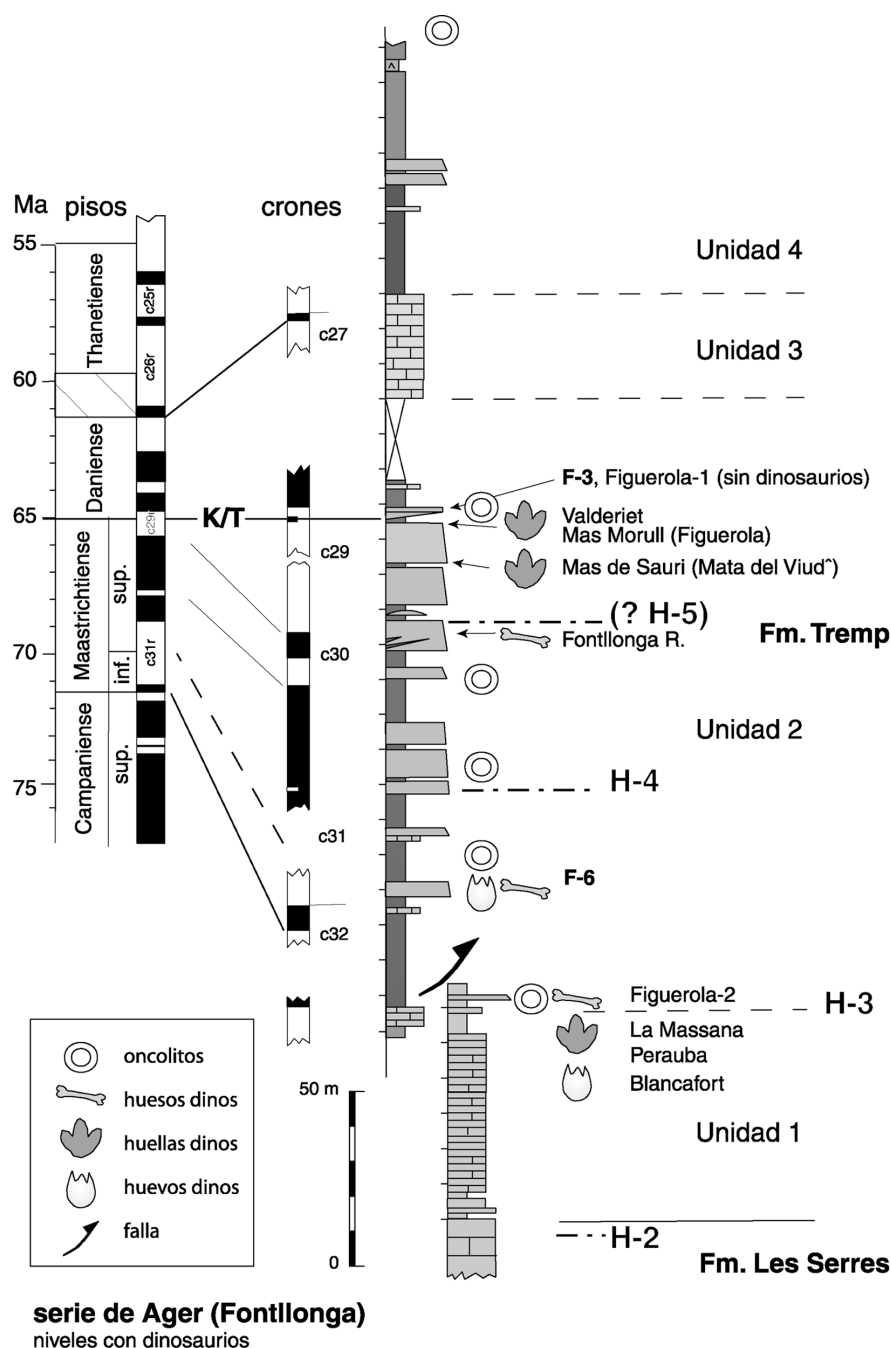 Ma pisos crones
55
60
65
70
75
Thanetiense
Daniense
Maastrichtiense
Campaniense
sup.
inf.
sup.
c25r
c26r
c29r
c31r
K/T
c27
c29
c30
c31
c32
^
Unidad 4
Unidad 3
F-3, Figuerola-1 (sin dinosaurios)
Valderiet
Mas Morull (Figuerola)
Mas de Sauri (Mata del Viud^)
(? H-5)
Fm. Tremp
Fontllonga R.
Unidad 2
H-4
F-6
Figuerola-2
H-3
La Massana
Perauba
Blancafort
Unidad 1
H-2
Fm. Les Serres
oncolitos
huesos dinos
huellas dinos
huevos dinos
falla
50 m
0
serie de Ager (Fontllonga)
niveles con dinosaurios